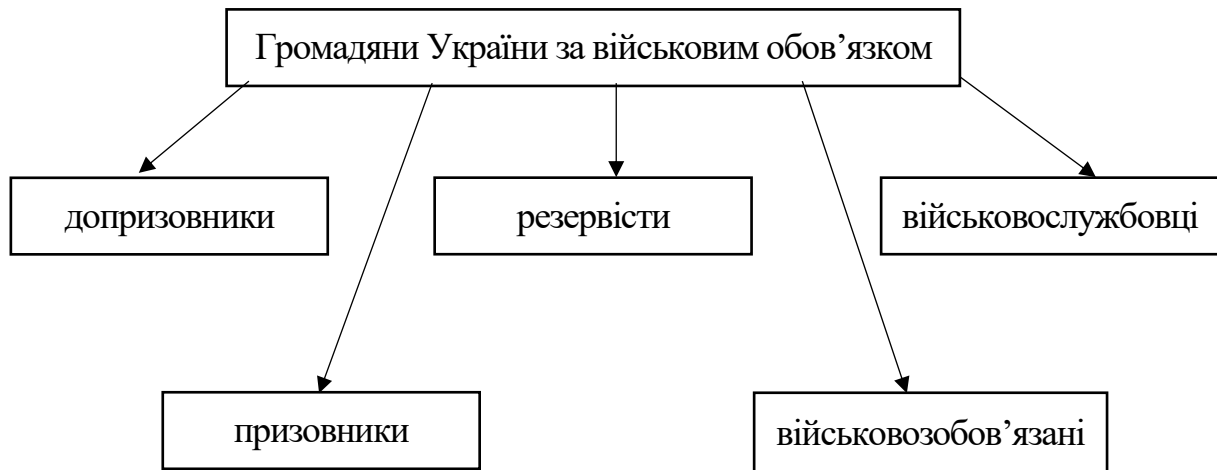 Громадяни України за військовим обов’язком
допризовники
резервісти
військовослужбовці
призовники
військовозобов’язані